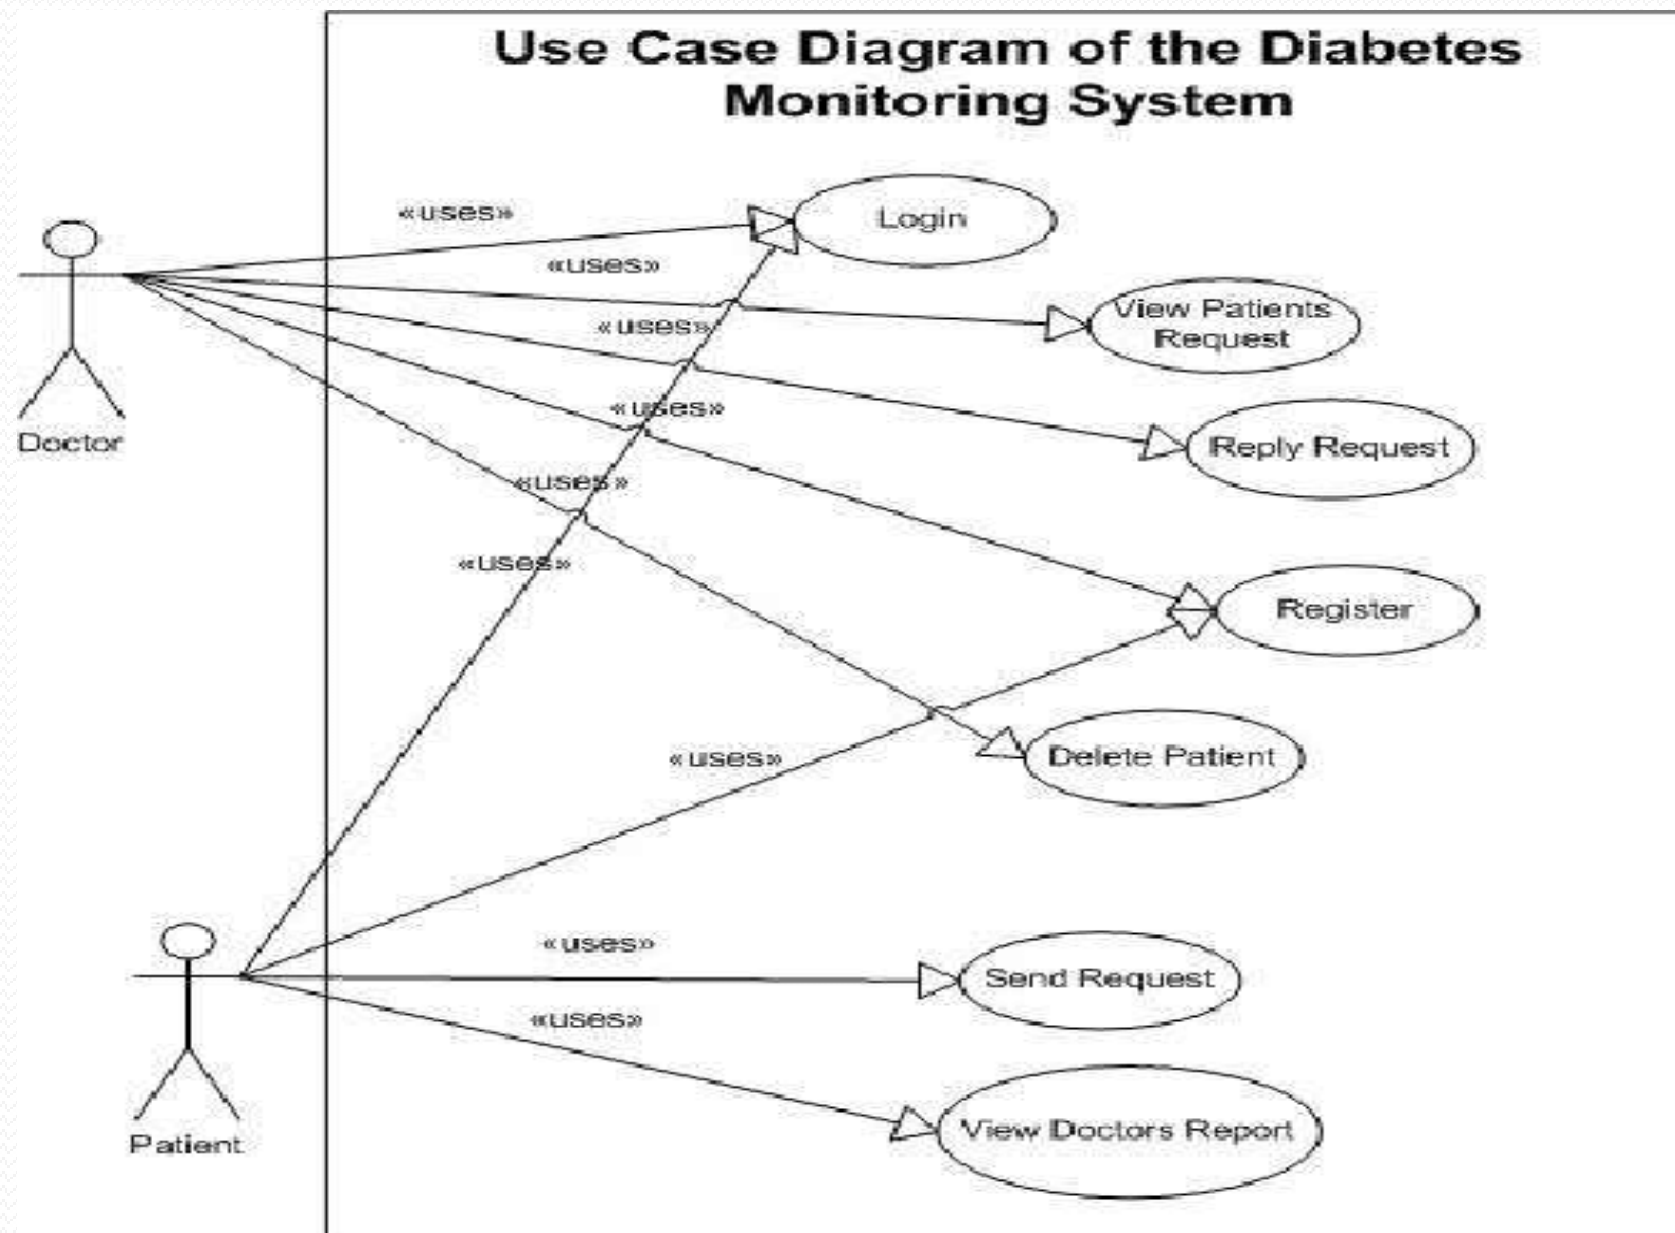 Use Case Diagram of the Diabetes
Monitoring System
«uses»
Login
«uses»
View Patients
Request
«uses»
«uses»
Doctor
Reply Request
«uses»
«uses»
Register
«uses»
Delete Patient
«uses»
Send Request
«uses»
View Doctors Report
Patient